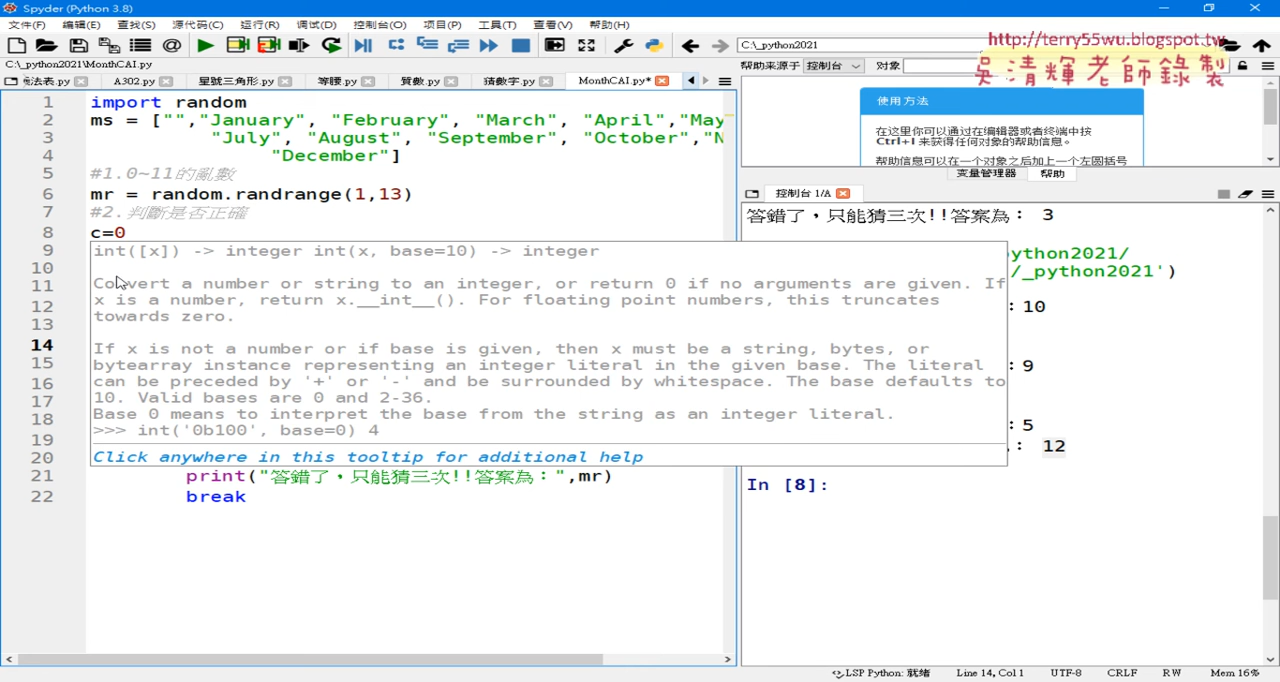 Spyder (Python 3.8)
文件(F) 编辑(E) 查找(S) 源代码(C) 运行(R) 调试(D) 控制台(O) 项目(P) 工具(T) 查看(V) 帮助(H)
C:\_python2021
http://terry55wu.blogspot.tw
吳清輝老師錄製
C:\_python2021\MonthCAI.py
帮助来源于 控制台 对象
法表.py A302.py 星號三角形.py 等腰.py 質數.py 猜數字.py MonthCAI.py*
使用方法
在这里你可以通过在编辑器或者终端中按
Ctrl+I 来获得任何对象的帮助信息。
帮助信息可以在一个对象之后加上一个左圆括号
变量管理器 帮助
控制台 1/A
1 import random
2 ms = ["","January", "February", "March", "April","May
3 "July", "August", "September", "October","N
4 "December"]
5 #1.0~11的亂數
6 mr = random.randrange(1,13)
7 #2.判斷是否正確
8 c=0
9
10
11
12
13
14
15
16
17
18
19
20
21 print("答錯了，只能猜三次!!答案為：",mr)
22 break
int([x]) -> integer int(x, base=10) -> integer
Convert a number or string to an integer, or return 0 if no arguments are given. If
x is a number, return x.__int__(). For floating point numbers, this truncates
towards zero.
If x is not a number or if base is given, then x must be a string, bytes, or
bytearray instance representing an integer literal in the given base. The literal
can be preceded by '+' or '-' and be surrounded by whitespace. The base defaults to
10. Valid bases are 0 and 2-36.
Base 0 means to interpret the base from the string as an integer literal.
>>> int('0b100', base=0) 4
Click anywhere in this tooltip for additional help
答錯了，只能猜三次!!答案為： 3
ython2021/
/_python2021')
:10
:9
:5
: 12
In [8]:
LSP Python: 就绪 Line 14, Col 1 UTF-8 CRLF RW Mem 16%